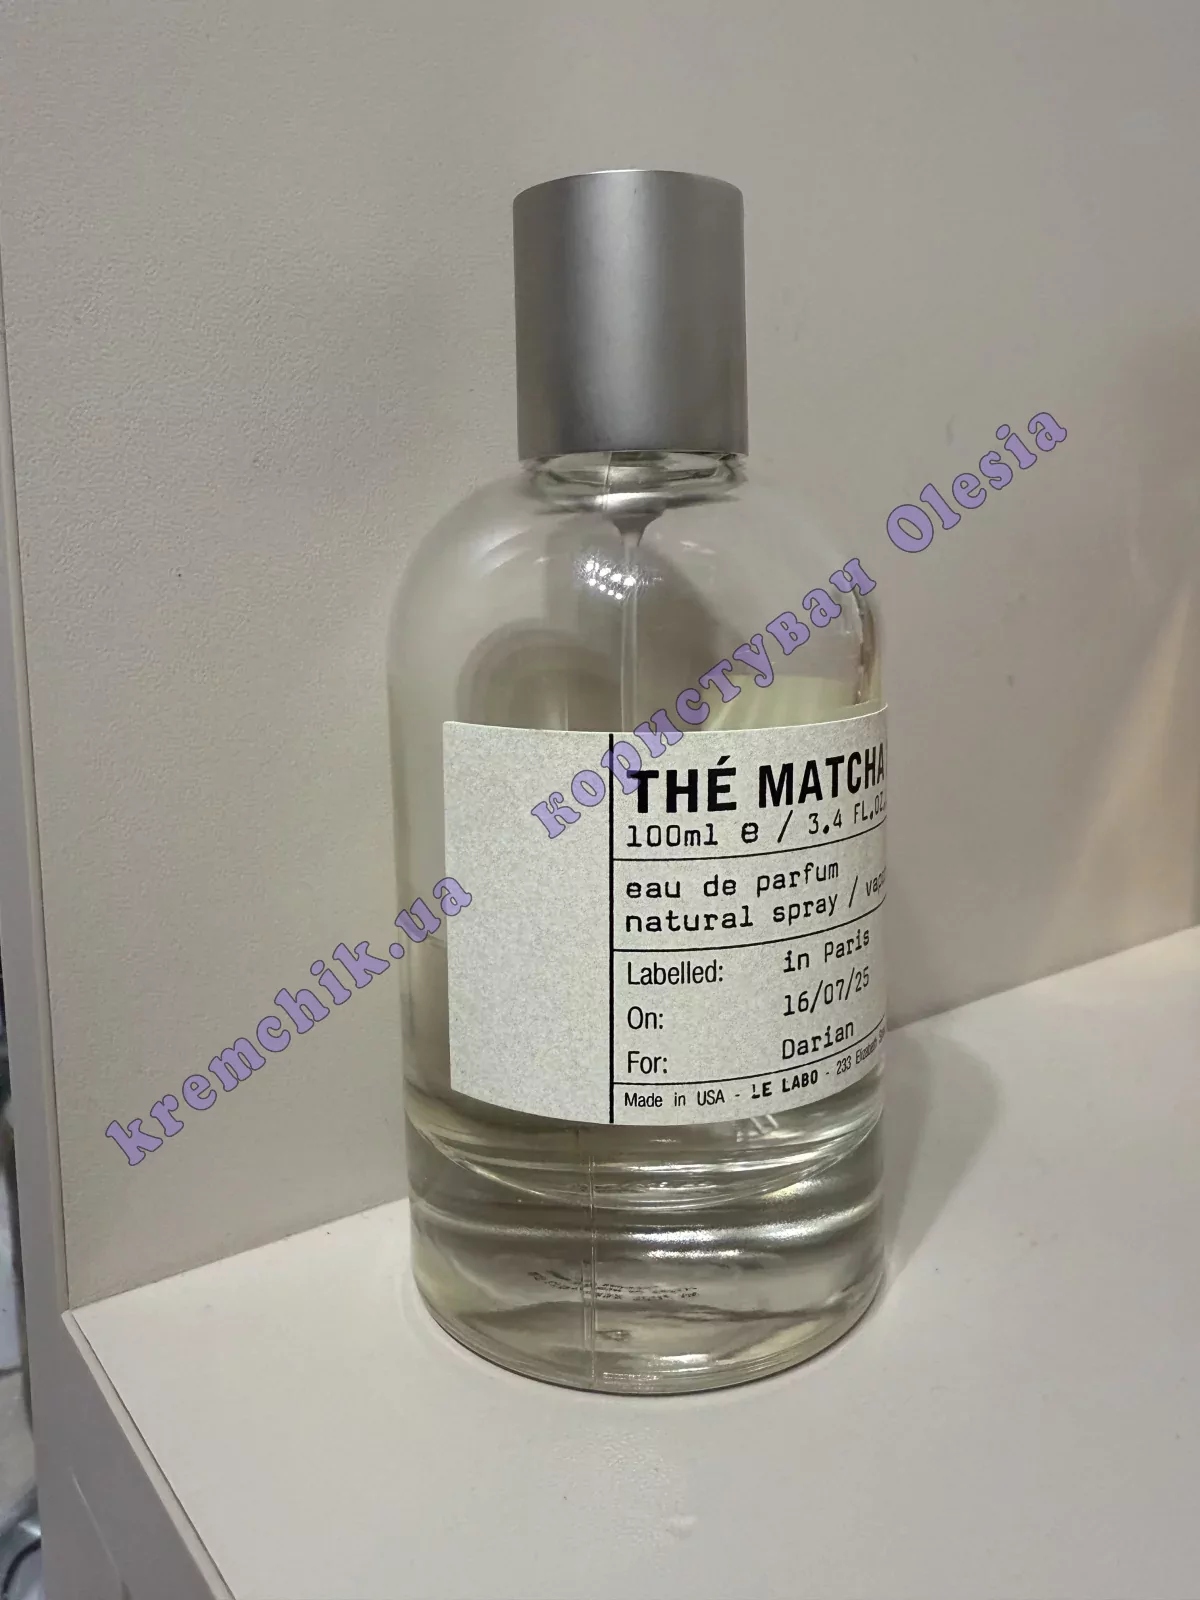 THÉ MATCHA
100ml e / 3.4 FL.OZ.
eau de parfum
natural spray /
Labelled: in Paris
On: 16/07/25
For: Darian
Made in USA - LE LABO - 233 Elizabeth
kremchik.ua користувач Olesia